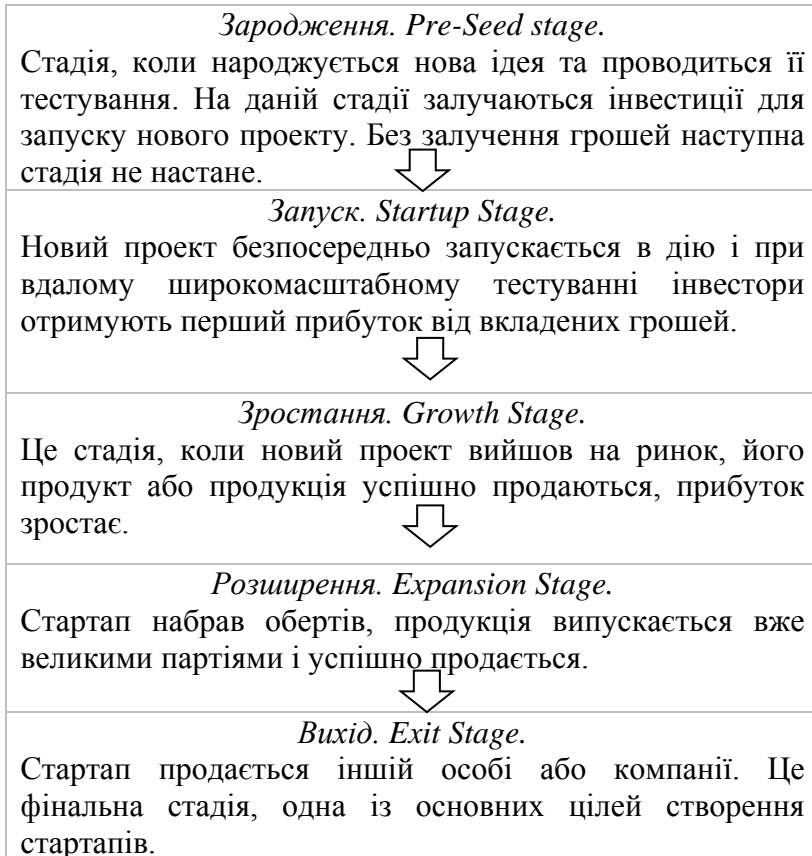 Зародження. Pre-Seed stage.
Стадія, коли народжується нова ідея та проводиться її
тестування. На даній стадії залучаються інвестиції для
запуску нового проекту. Без залучення грошей наступна
стадія не настане.
Запуск. Startup Stage.
Новий проект безпосередньо запускається в дію і при
вдалому широкомасштабному тестуванні інвестори
отримують перший прибуток від вкладених грошей.
Зростання. Growth Stage.
Це стадія, коли новий проект вийшов на ринок, його
продукт або продукція успішно продаються, прибуток
зростає.
Розширення. Expansion Stage.
Стартап набрав обертів, продукція випускається вже
великими партіями і успішно продається.
Вихід. Exit Stage.
Стартап продається іншій особі або компанії. Це
фінальна стадія, одна із основних цілей створення
стартапів.